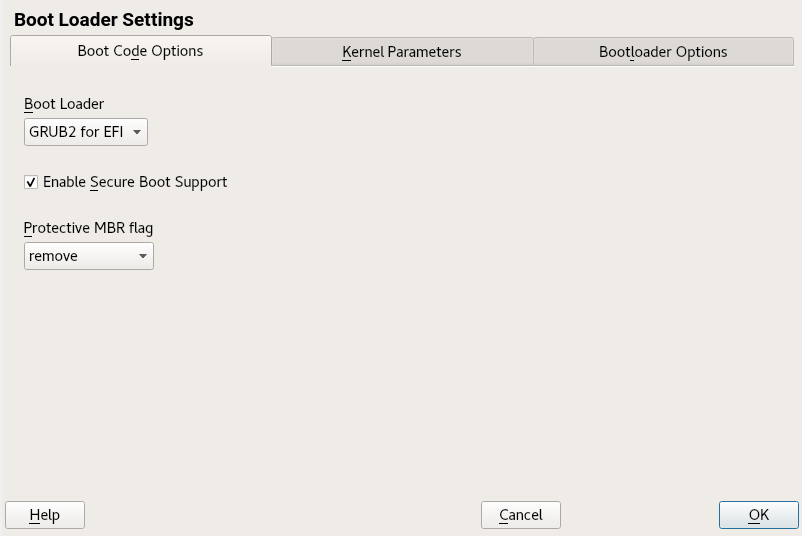 Boot Loader Settings
Boot Code Options
Kernel Parameters
Bootloader Options
Boot Loader
GRUB2 for EFI
Enable Secure Boot Support
Protective MBR flag
remove
Help
Cancel
OK